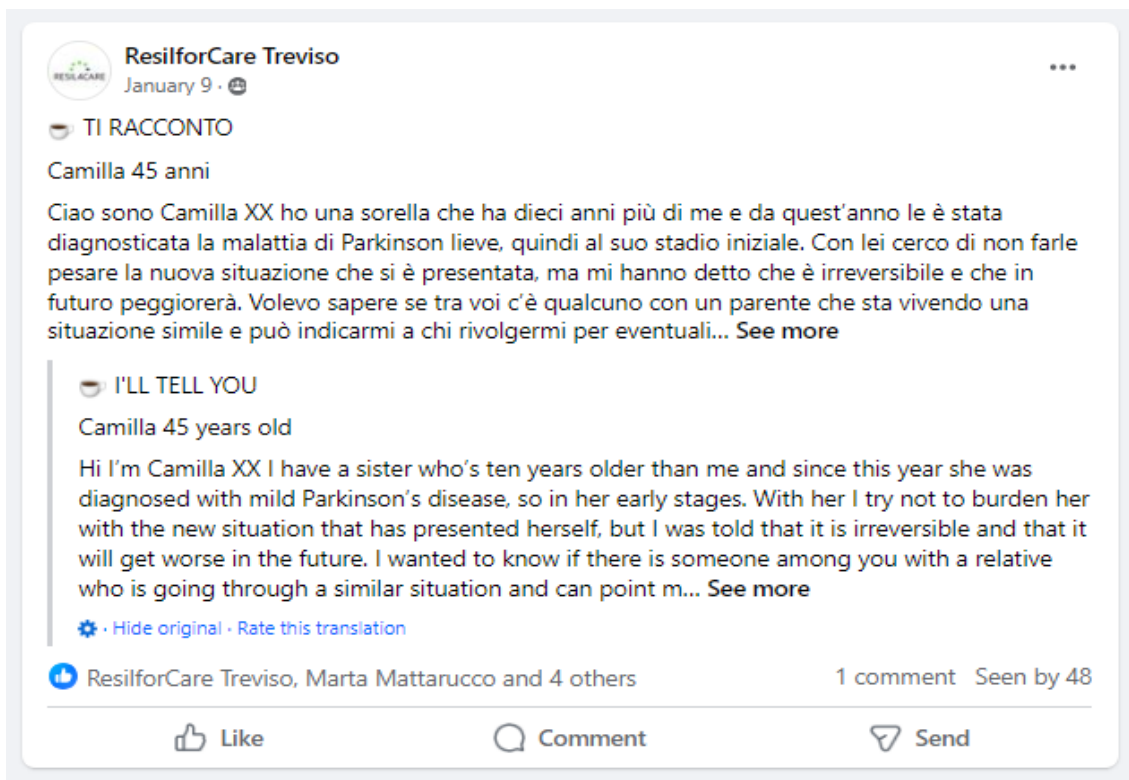 RESIL4CARE
ResilforCare Treviso
January 9 ·
TI RACCONTO
Camilla 45 anni
Ciao sono Camilla XX ho una sorella che ha dieci anni più di me e da quest'anno le è stata
diagnosticata la malattia di Parkinson lieve, quindi al suo stadio iniziale. Con lei cerco di non farle
pesare la nuova situazione che si è presentata, ma mi hanno detto che è irreversibile e che in
futuro peggiorerà. Volevo sapere se tra voi c'è qualcuno con un parente che sta vivendo una
situazione simile e può indicarmi a chi rivolgermi per eventuali... See more
I'LL TELL YOU
Camilla 45 years old
Hi I'm Camilla XX I have a sister who's ten years older than me and since this year she was
diagnosed with mild Parkinson's disease, so in her early stages. With her I try not to burden her
with the new situation that has presented herself, but I was told that it is irreversible and that it
will get worse in the future. I wanted to know if there is someone among you with a relative
who is going through a similar situation and can point m... See more
· Hide original · Rate this translation
ResilforCare Treviso, Marta Mattarucco and 4 others 1 comment Seen by 48
Like Comment Send